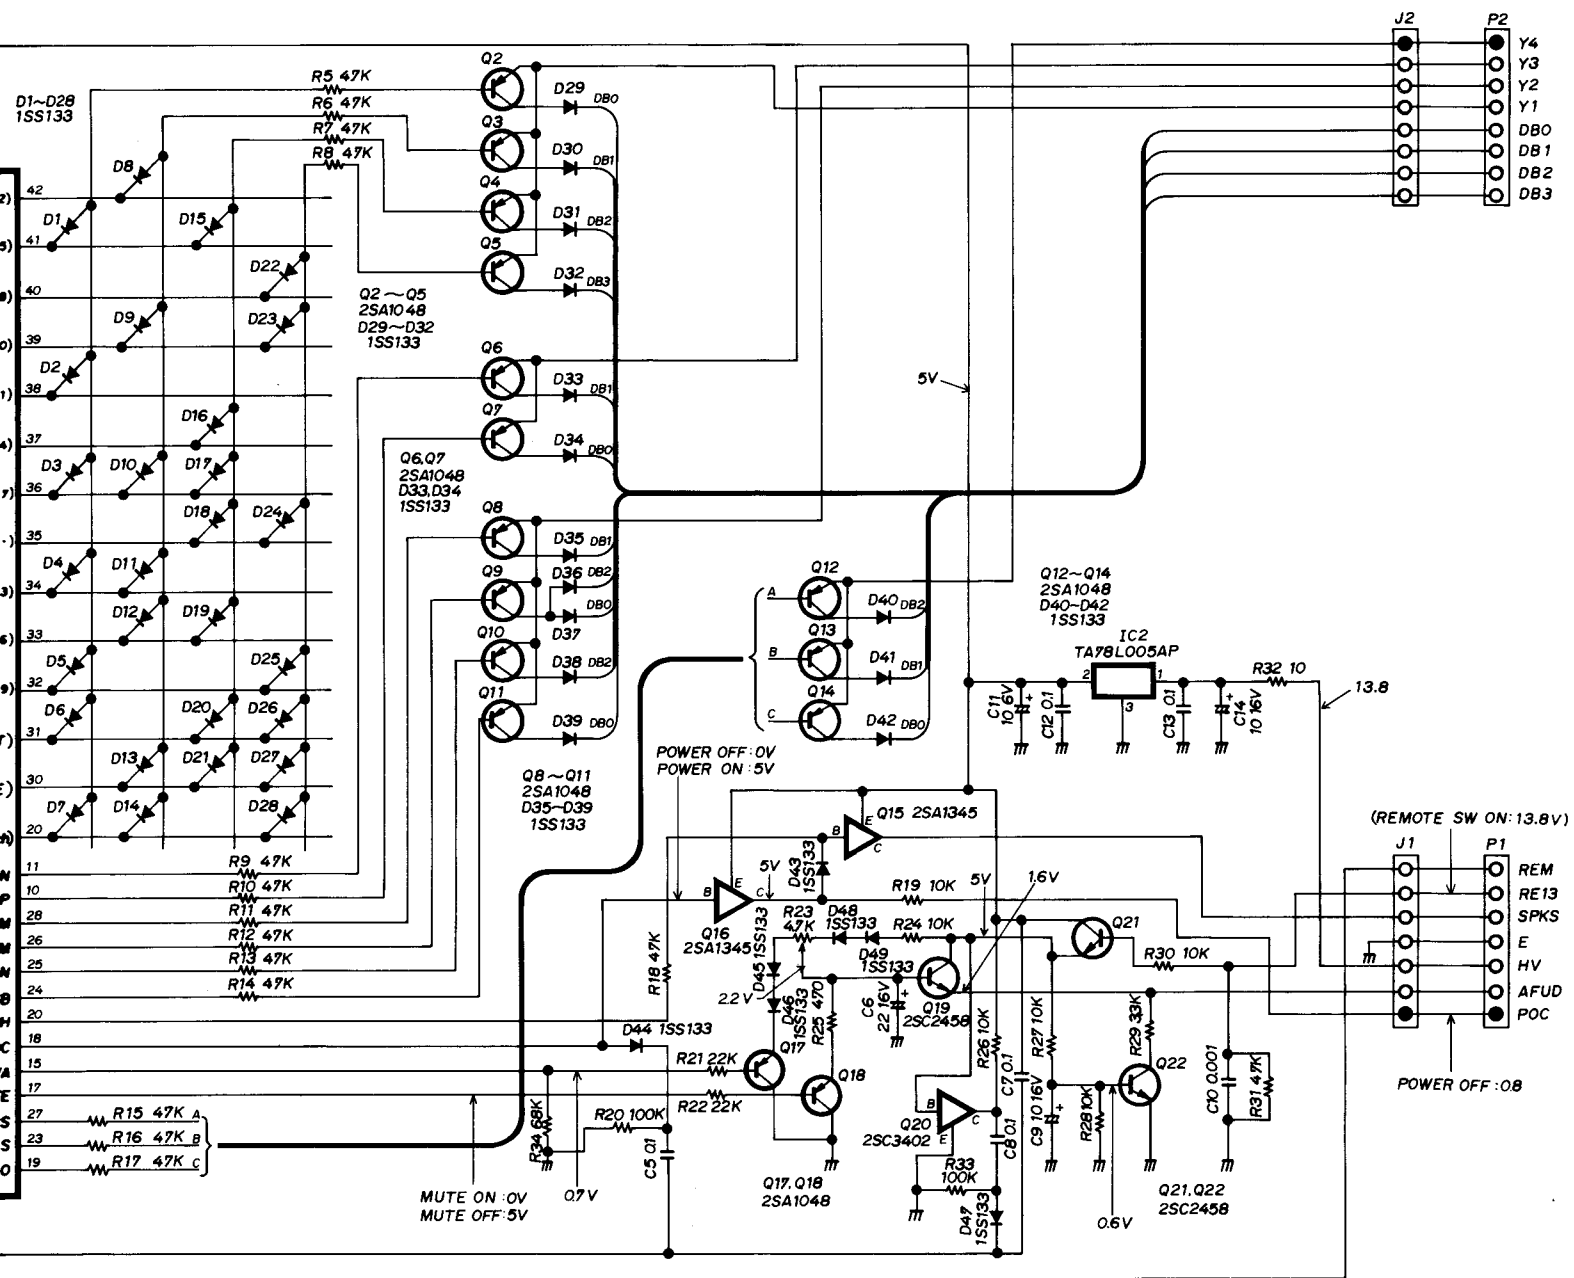 J2 P2
Y4
Y3
Y2
Y1
DB0
DB1
DB2
DB3
D1~D28
1SS133
R5 47K
R6 47K
R7 47K
R8 47K
Q2
D29 DB0
Q3
D30 DB1
Q4
D31 DB2
Q5
D32 DB3
Q2~Q5
2SA1048
D29~D32
1SS133
D8
42
D1
D15
41
D22
40
D9
D23
39
D2
38
D16
37
D3
D10
D17
36
D18
D24
35
D4
D11
34
D12
D19
33
D5
D25
32
D6
D20
D26
31
D13
D21
D27
30
D7
D14
D28
20
Q6
D33 DB1
Q7
D34 DB0
Q6,Q7
2SA1048
D33,D34
1SS133
5V
Q8
D35 DB1
Q9
D36 DB2
D37 DB0
Q10
D38 DB2
Q11
D39 DB0
Q8~Q11
2SA1048
D35~D39
1SS133
A
Q12
D40 DB2
B
Q13
D41 DB1
C
Q14
D42 DB0
Q12~Q14
2SA1048
D40~D42
1SS133
IC2
TA78L005AP
2
1
3
R32 10
13.8
C11
10 6V
+
C12 0.1
C13 0.1
C14
10 16V
+
POWER OFF:0V
POWER ON:5V
N 11 R9 47K
P 10 R10 47K
M 28 R11 47K
M 26 R12 47K
N 25 R13 47K
8 24 R14 47K
H 20
C 18
A 15
E 17
S 27 R15 47K A
S 23 R16 47K B
O 19 R17 47K C
Q15 2SA1345
B
E
C
D43
1SS133
5V
B
E
C
Q16
2SA1345
R18 47K
R19 10K
R23
4.7K
D48
1SS133
R24 10K
5V
1.6V
Q21
D45 1SS133
D46
1SS133
2.2V
D49
1SS133
R25 470
C6
22 16V
+
Q19
2SC2458
R30 10K
D44 1SS133
R21 22K
R22 22K
Q17
Q18
R26 10K
R27 10K
R29 33K
Q22
C7 0.1
B
C
E
Q20
2SC3402
C8 0.1
C9 10 16V
+
R28 10K
C10 0.001
R31 47K
R34 68K
R20 100K
C5 0.1
R33
100K
D47
1SS133
0.7V
0.6V
MUTE ON:0V
MUTE OFF:5V
Q17,Q18
2SA1048
Q21,Q22
2SC2458
(REMOTE SW ON:13.8V)
J1 P1
REM
RE13
SPKS
E
HV
AFUD
POC
POWER OFF:0.8